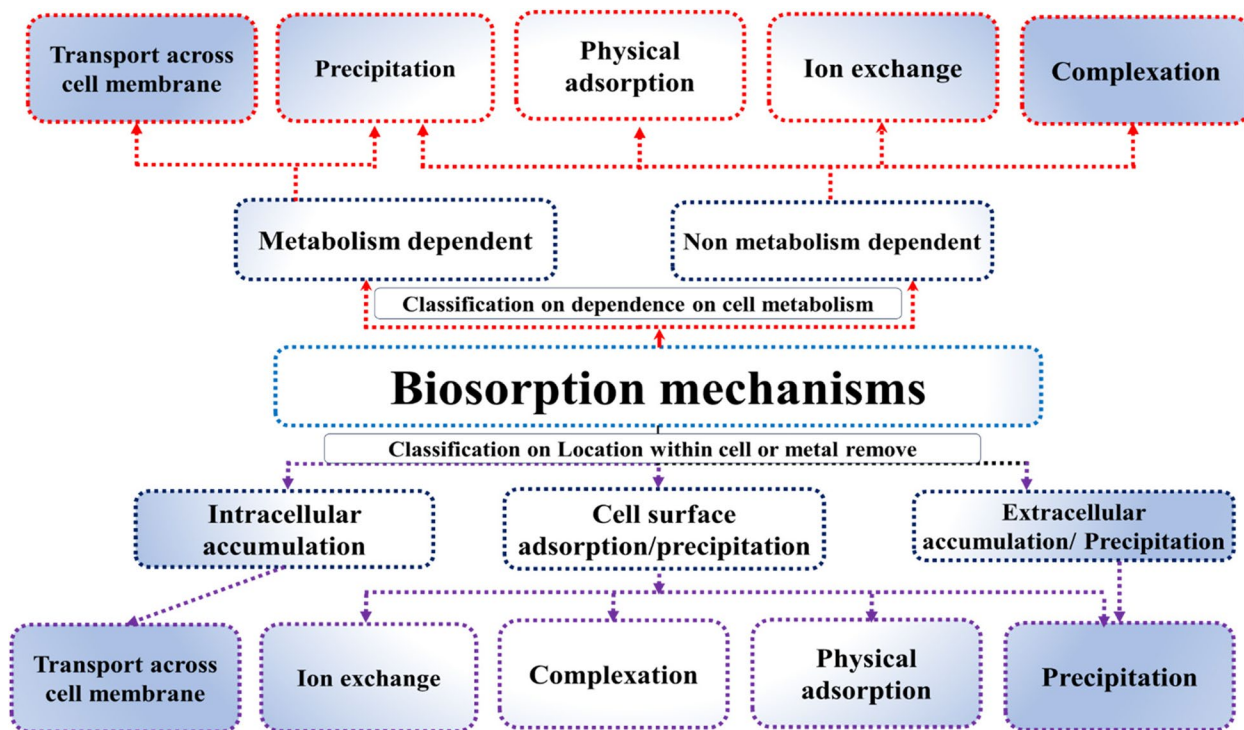 Transport across
cell membrane
Precipitation
Physical
adsorption
Ion exchange
Complexation
Metabolism dependent
Non metabolism dependent
Classification on dependence on cell metabolism
Biosorption mechanisms
Classification on Location within cell or metal remove
Intracellular
accumulation
Cell surface
adsorption/precipitation
Extracellular
accumulation/ Precipitation
Transport across
cell membrane
Ion exchange
Complexation
Physical
adsorption
Precipitation